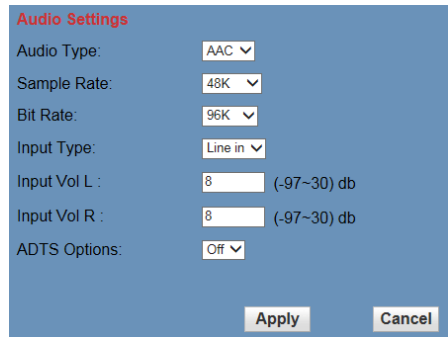 Audio Settings
Audio Type: AAC
Sample Rate: 48K
Bit Rate: 96K
Input Type: Line in
Input Vol L : 8 (-97~30) db
Input Vol R : 8 (-97~30) db
ADTS Options: Off
Apply Cancel